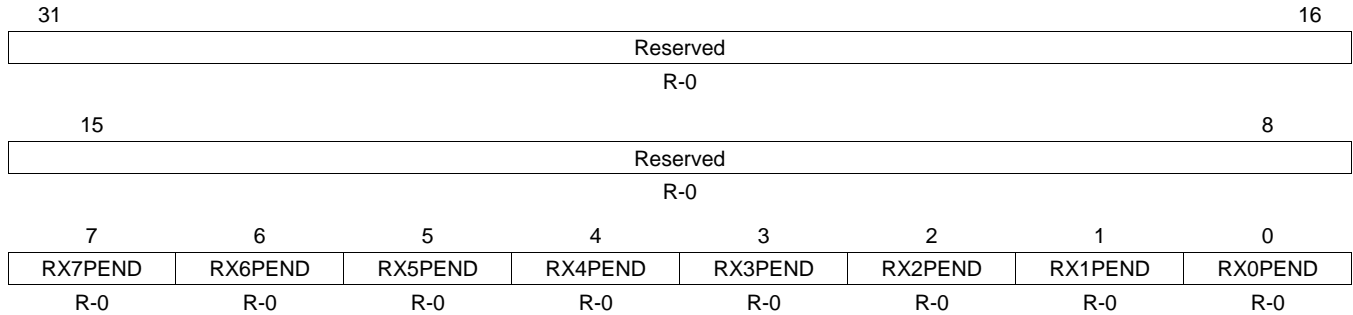 31 16
Reserved
R-0
15 8
Reserved
R-0
7 6 5 4 3 2 1 0
RX7PEND RX6PEND RX5PEND RX4PEND RX3PEND RX2PEND RX1PEND RX0PEND
R-0 R-0 R-0 R-0 R-0 R-0 R-0 R-0